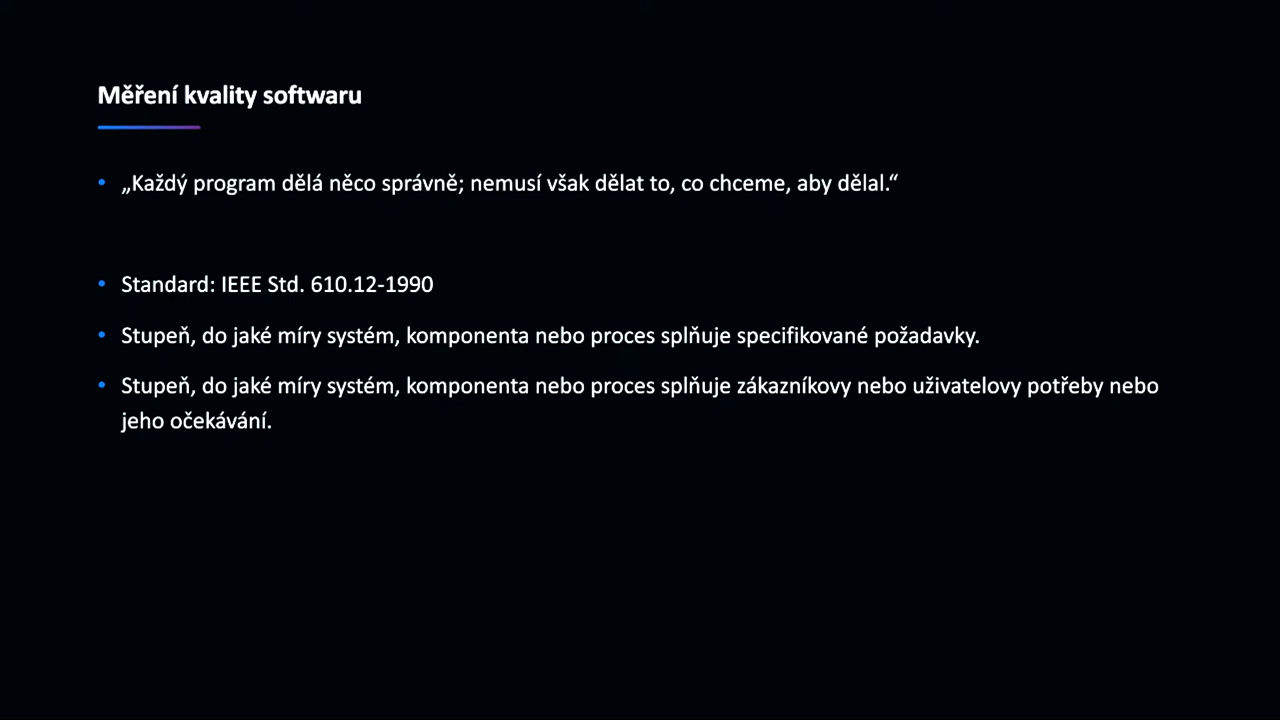 Měření kvality softwaru
• „Každý program dělá něco správně; nemusí však dělat to, co chceme, aby dělal.“
• Standard: IEEE Std. 610.12-1990
• Stupeň, do jaké míry systém, komponenta nebo proces splňuje specifikované požadavky.
• Stupeň, do jaké míry systém, komponenta nebo proces splňuje zákazníkovy nebo uživatelovy potřeby nebo
jeho očekávání.